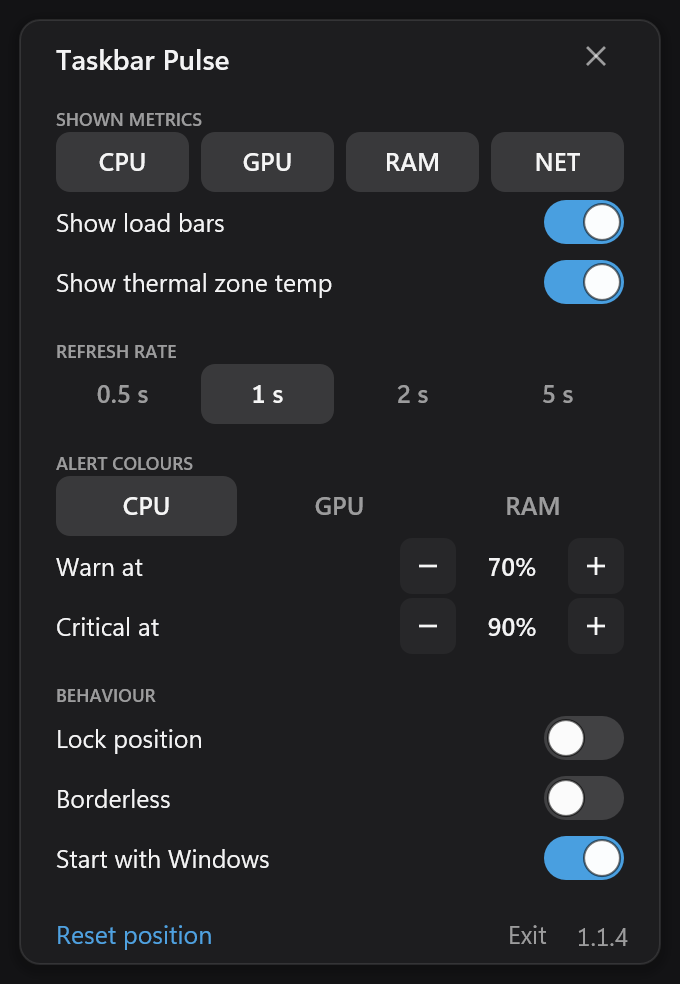 Taskbar Pulse
SHOWN METRICS
CPU GPU RAM NET
Show load bars
Show thermal zone temp
REFRESH RATE
0.5 s 1 s 2 s 5 s
ALERT COLOURS
CPU GPU RAM
Warn at − 70% +
Critical at − 90% +
BEHAVIOUR
Lock position
Borderless
Start with Windows
Reset position Exit 1.1.4